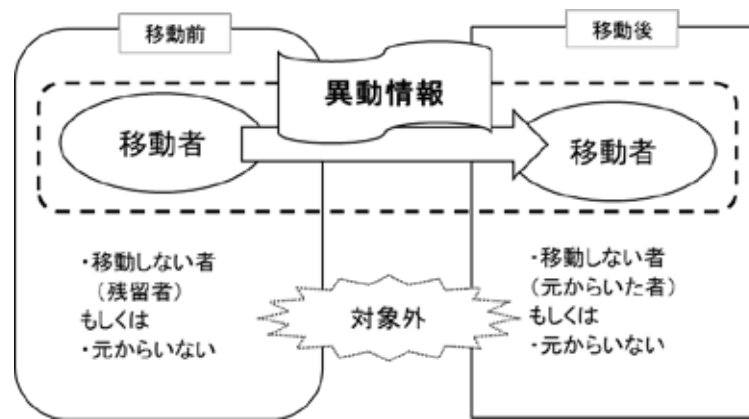 移動前
移動後
異動情報
移動者
移動者
・移動しない者
（残留者）
もしくは
・元からいない
対象外
・移動しない者
（元からいた者）
もしくは
・元からいない